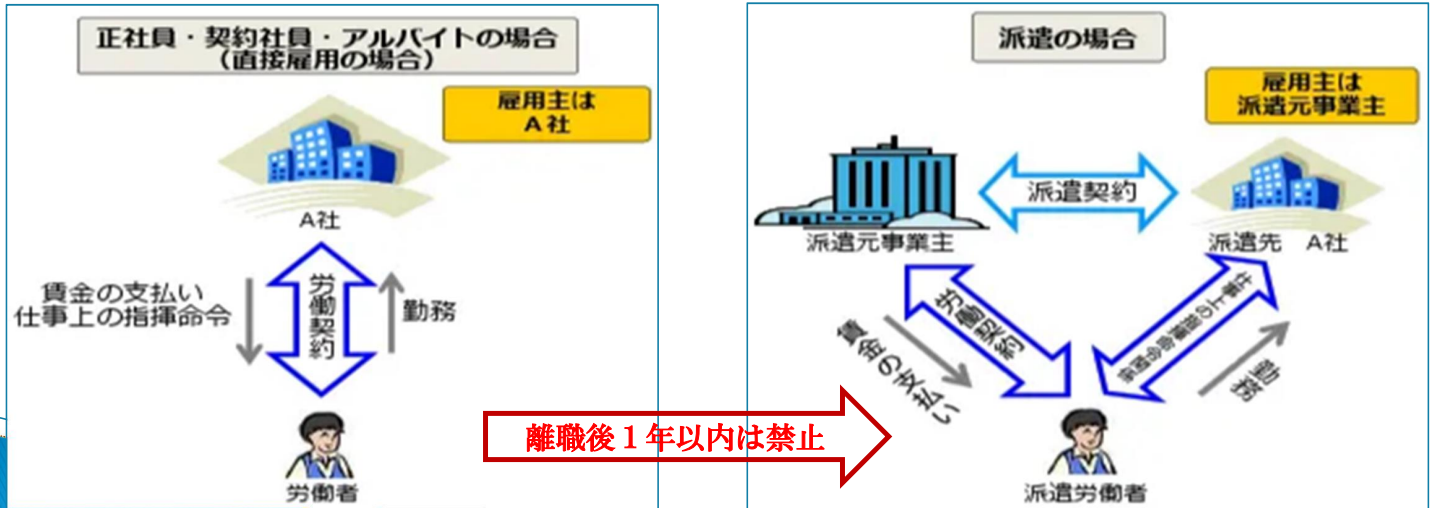 正社員・契約社員・アルバイトの場合
（直接雇用の場合）
雇用主は
A社
A社
賃金の支払い
仕事上の指揮命令
労働契約
勤務
労働者
離職後１年以内は禁止
派遣の場合
雇用主は
派遣元事業主
派遣契約
派遣元事業主
派遣先　A社
労働契約
賃金の支払い
仕事上の指揮命令関係
勤務
派遣労働者